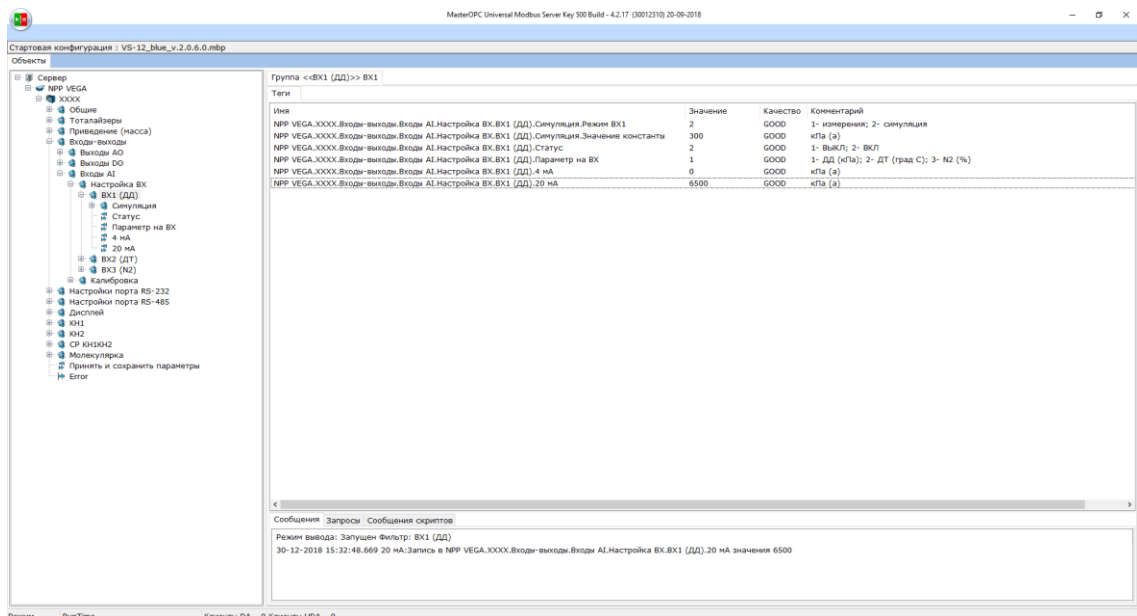 MasterOPC Universal Modbus Server Key 500 Build - 4.2.17 (30012310) 20-09-2018
Стартовая конфигурация : VS-12_blue_v.2.0.6.0.mbp
Объекты
Сервер
NPP VEGA
XXXX
Общие
Тоталайзеры
Приведение (масса)
Входы-выходы
Выходы AO
Выходы DO
Входы AI
Настройка ВХ
ВХ1 (ДД)
Симуляция
Статус
Параметр на ВХ
4 мА
20 мА
ВХ2 (ДТ)
ВХ3 (N2)
Калибровка
Настройки порта RS-232
Настройки порта RS-485
Дисплей
КН1
КН2
СР КН1КН2
Молекулярка
Принять и сохранить параметры
Error
Группа <<ВХ1 (ДД)>> ВХ1
Теги
Имя Значение Качество Комментарий
NPP VEGA.XXXX.Входы-выходы.Входы AI.Настройка ВХ.ВХ1 (ДД).Симуляция.Режим ВХ1 2 GOOD 1- измерения; 2- симуляция
NPP VEGA.XXXX.Входы-выходы.Входы AI.Настройка ВХ.ВХ1 (ДД).Симуляция.Значение константы 300 GOOD кПа (а)
NPP VEGA.XXXX.Входы-выходы.Входы AI.Настройка ВХ.ВХ1 (ДД).Статус 2 GOOD 1- ВЫКЛ; 2- ВКЛ
NPP VEGA.XXXX.Входы-выходы.Входы AI.Настройка ВХ.ВХ1 (ДД).Параметр на ВХ 1 GOOD 1- ДД (кПа); 2- ДТ (град С); 3- N2 (%)
NPP VEGA.XXXX.Входы-выходы.Входы AI.Настройка ВХ.ВХ1 (ДД).4 мА 0 GOOD кПа (а)
NPP VEGA.XXXX.Входы-выходы.Входы AI.Настройка ВХ.ВХ1 (ДД).20 мА 6500 GOOD кПа (а)
Сообщения Запросы Сообщения скриптов
Режим вывода: Запущен Фильтр: ВХ1 (ДД)
30-12-2018 15:32:48.669 20 мА:Запись в NPP VEGA.XXXX.Входы-выходы.Входы AI.Настройка ВХ.ВХ1 (ДД).20 мА значения 6500